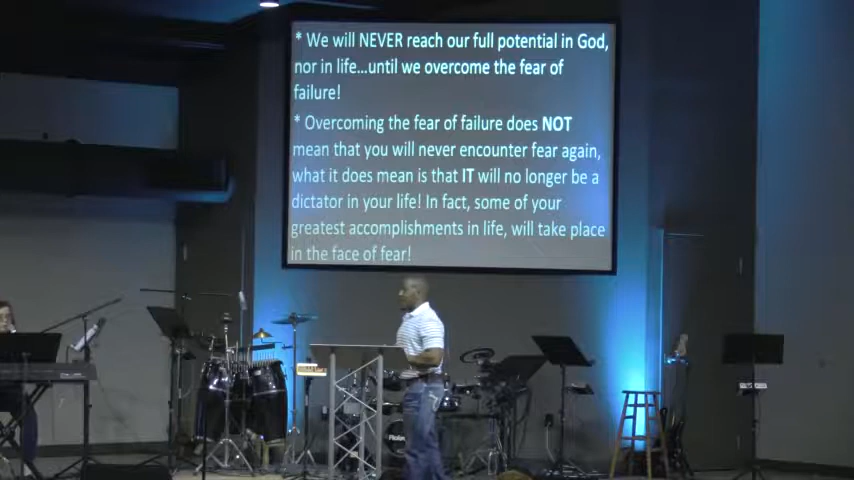 * We will NEVER reach our full potential in God,
nor in life...until we overcome the fear of
failure!
* Overcoming the fear of failure does NOT
mean that you will never encounter fear again,
what it does mean is that IT will no longer be a
dictator in your life! In fact, some of your
greatest accomplishments in life, will take place
in the face of fear!
Roland